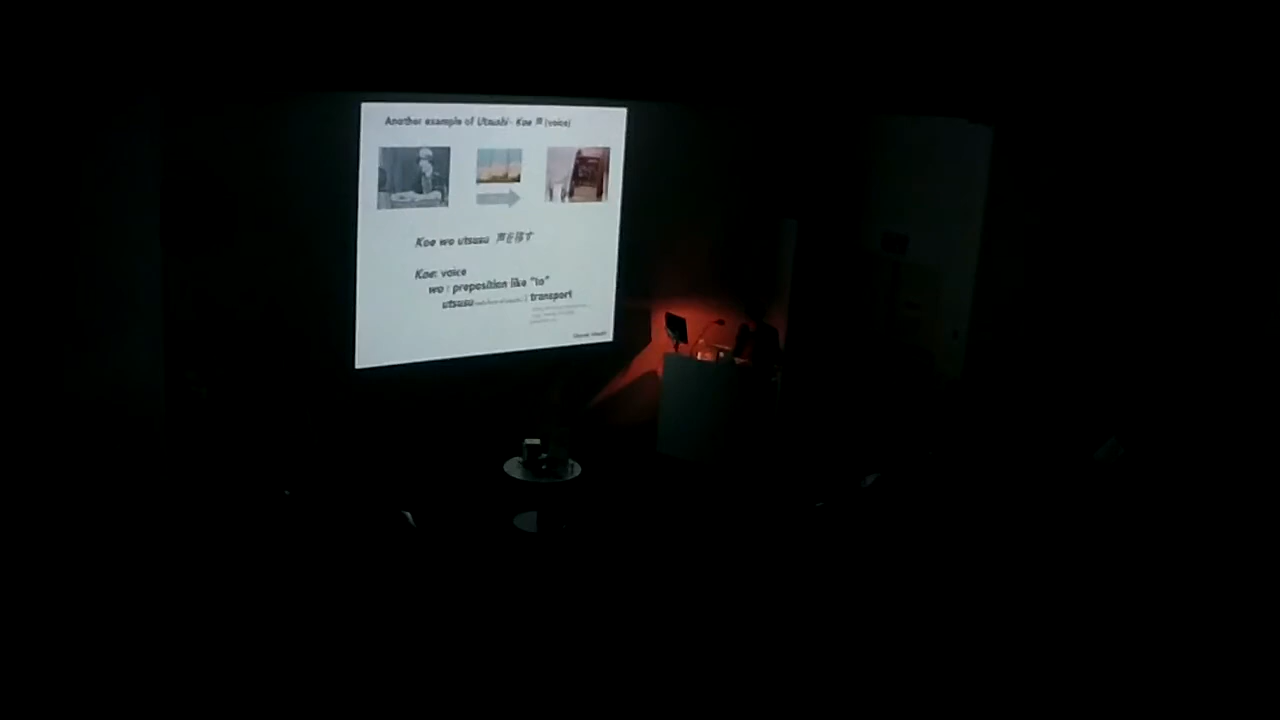 Another example of Utsushi - Koe 声 (voice)
Koe wo utsusu 声を移す
Koe: voice
wo : preposition like "to"
utsusu : transport